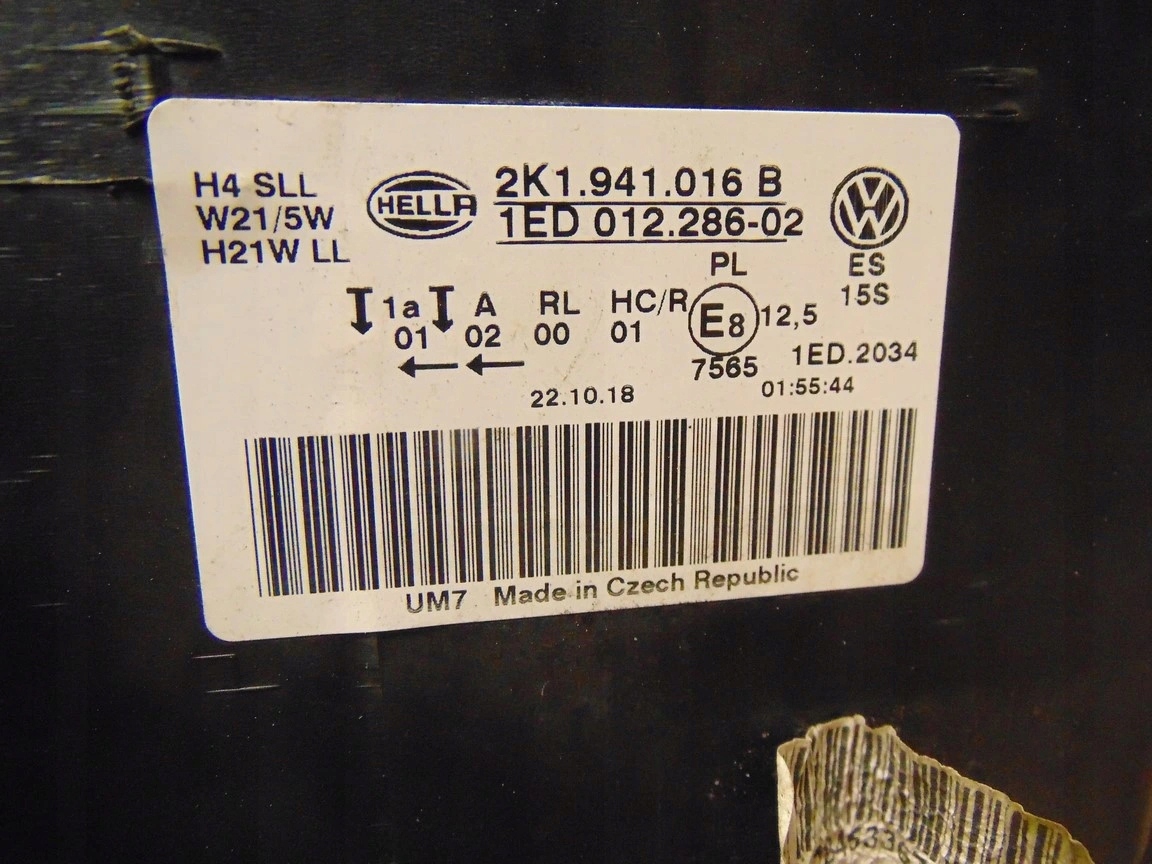 H4 SLL
W21/5W
H21W LL
HELLA
2K1.941.016 B
1ED 012.286-02
VW
PL
ES
15S
1a A RL HC/R E8 12,5
01 02 00 01
7565
1ED.2034
22.10.18
01:55:44
UM7 Made in Czech Republic